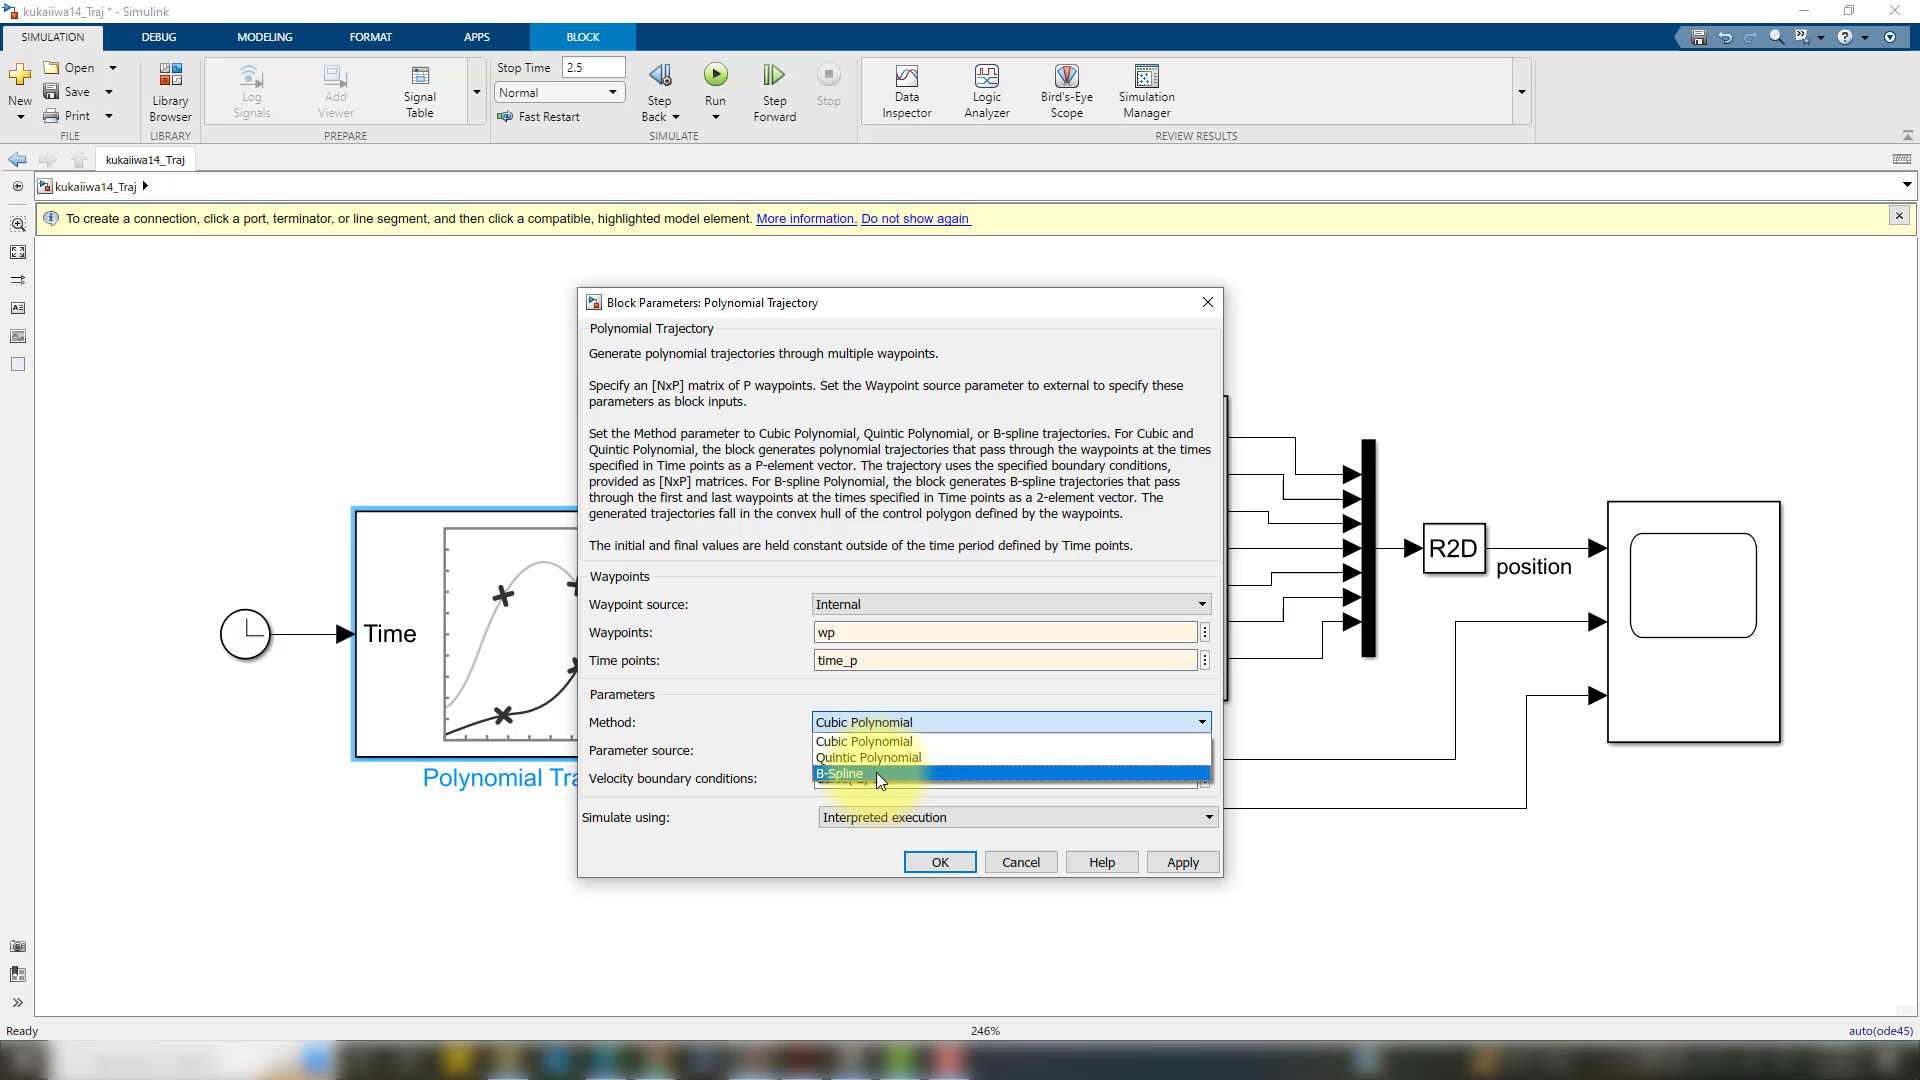 kukaiiwa14_Traj * - Simulink
SIMULATION
DEBUG
MODELING
FORMAT
APPS
BLOCK
New
Open
Save
Print
FILE
Library
Browser
LIBRARY
Log
Signals
Add
Viewer
Signal
Table
PREPARE
Stop Time
2.5
Normal
Fast Restart
Step
Back
Run
Step
Forward
Stop
SIMULATE
Data
Inspector
Logic
Analyzer
Bird's-Eye
Scope
Simulation
Manager
REVIEW RESULTS
kukaiiwa14_Traj
kukaiiwa14_Traj
To create a connection, click a port, terminator, or line segment, and then click a compatible, highlighted model element. More information. Do not show again
Block Parameters: Polynomial Trajectory
Polynomial Trajectory
Generate polynomial trajectories through multiple waypoints.
Specify an [NxP] matrix of P waypoints. Set the Waypoint source parameter to external to specify these
parameters as block inputs.
Set the Method parameter to Cubic Polynomial, Quintic Polynomial, or B-spline trajectories. For Cubic and
Quintic Polynomial, the block generates polynomial trajectories that pass through the waypoints at the times
specified in Time points as a P-element vector. The trajectory uses the specified boundary conditions,
provided as [NxP] matrices. For B-spline Polynomial, the block generates B-spline trajectories that pass
through the first and last waypoints at the times specified in Time points as a 2-element vector. The
generated trajectories fall in the convex hull of the control polygon defined by the waypoints.
The initial and final values are held constant outside of the time period defined by Time points.
Waypoints
Waypoint source:
Internal
Waypoints:
wp
Time points:
time_p
Parameters
Method:
Cubic Polynomial
Cubic Polynomial
Quintic Polynomial
B-Spline
Parameter source:
Velocity boundary conditions:
Simulate using:
Interpreted execution
OK
Cancel
Help
Apply
Time
Polynomial Tra
R2D
position
Ready
246%
auto(ode45)